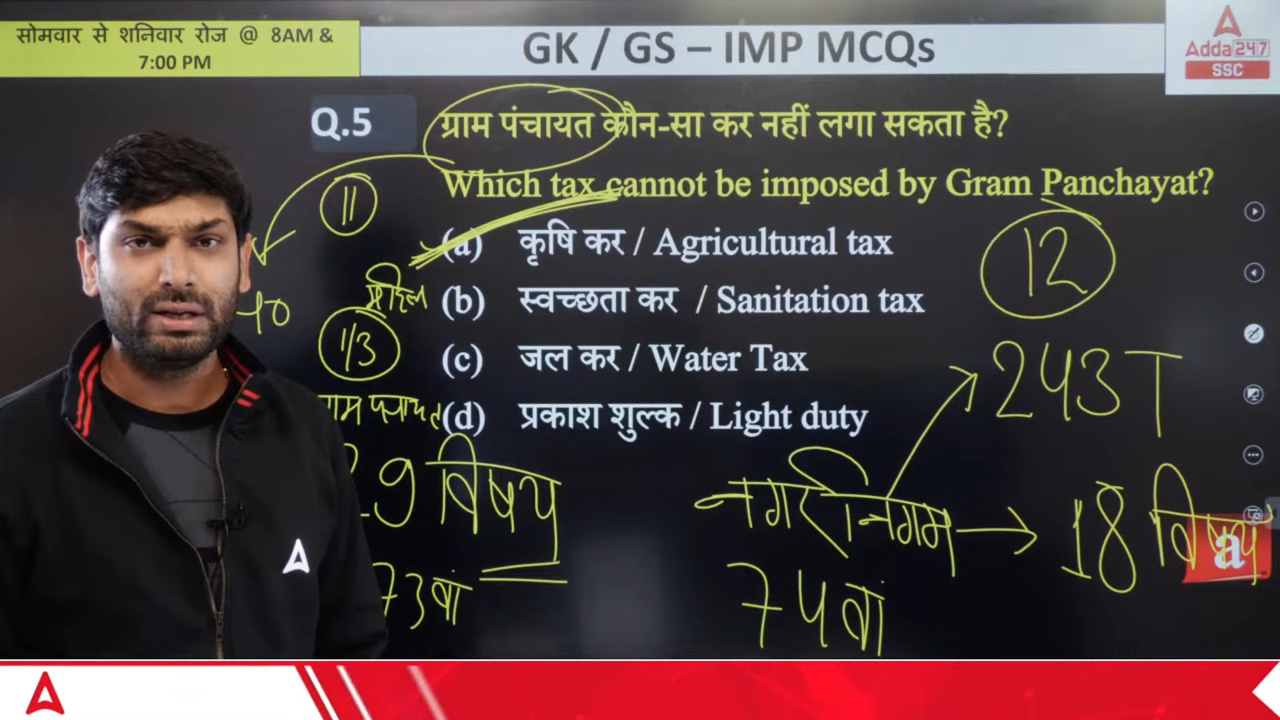 सोमवार से शनिवार रोज @ 8AM &
7:00 PM
GK / GS – IMP MCQs
Adda247
SSC
Q.5
ग्राम पंचायत कौन-सा कर नहीं लगा सकता है?
Which tax cannot be imposed by Gram Panchayat?
11
(a) कृषि कर / Agricultural tax
12
(b) स्वच्छता कर / Sanitation tax
1/3
(c) जल कर / Water Tax
243T
(d) प्रकाश शुल्क / Light duty
29 विषय
नगर निगम → 18 विषय
a
73वां
74वां